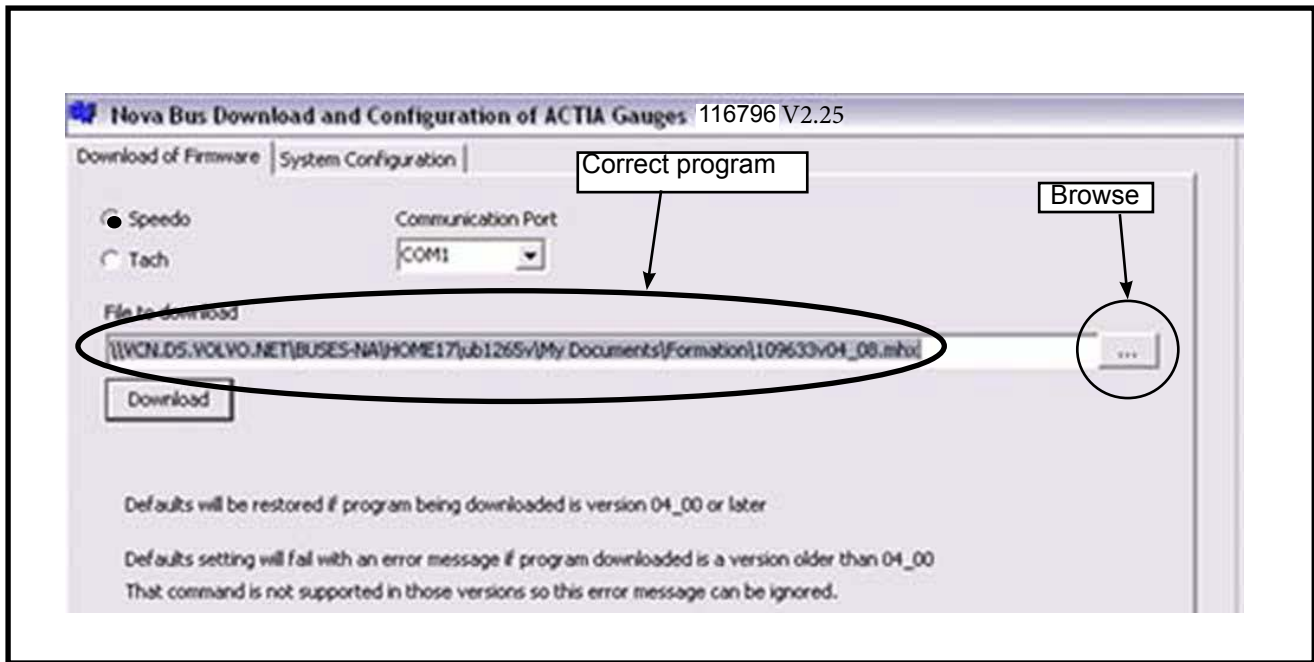 Nova Bus Download and Configuration of ACTIA Gauges 116796 V2.25
Download of Firmware System Configuration
Correct program
Browse
Speedo
Communication Port
Tach
COM1
File to download
\\VCN.DS.VOLVO.NET\BUSES-NA\HOME17\ub1265v\My Documents\Formation\109633v04_08.mhx
...
Download
Defaults will be restored if program being downloaded is version 04_00 or later
Defaults setting will fail with an error message if program downloaded is a version older than 04_00
That command is not supported in those versions so this error message can be ignored.